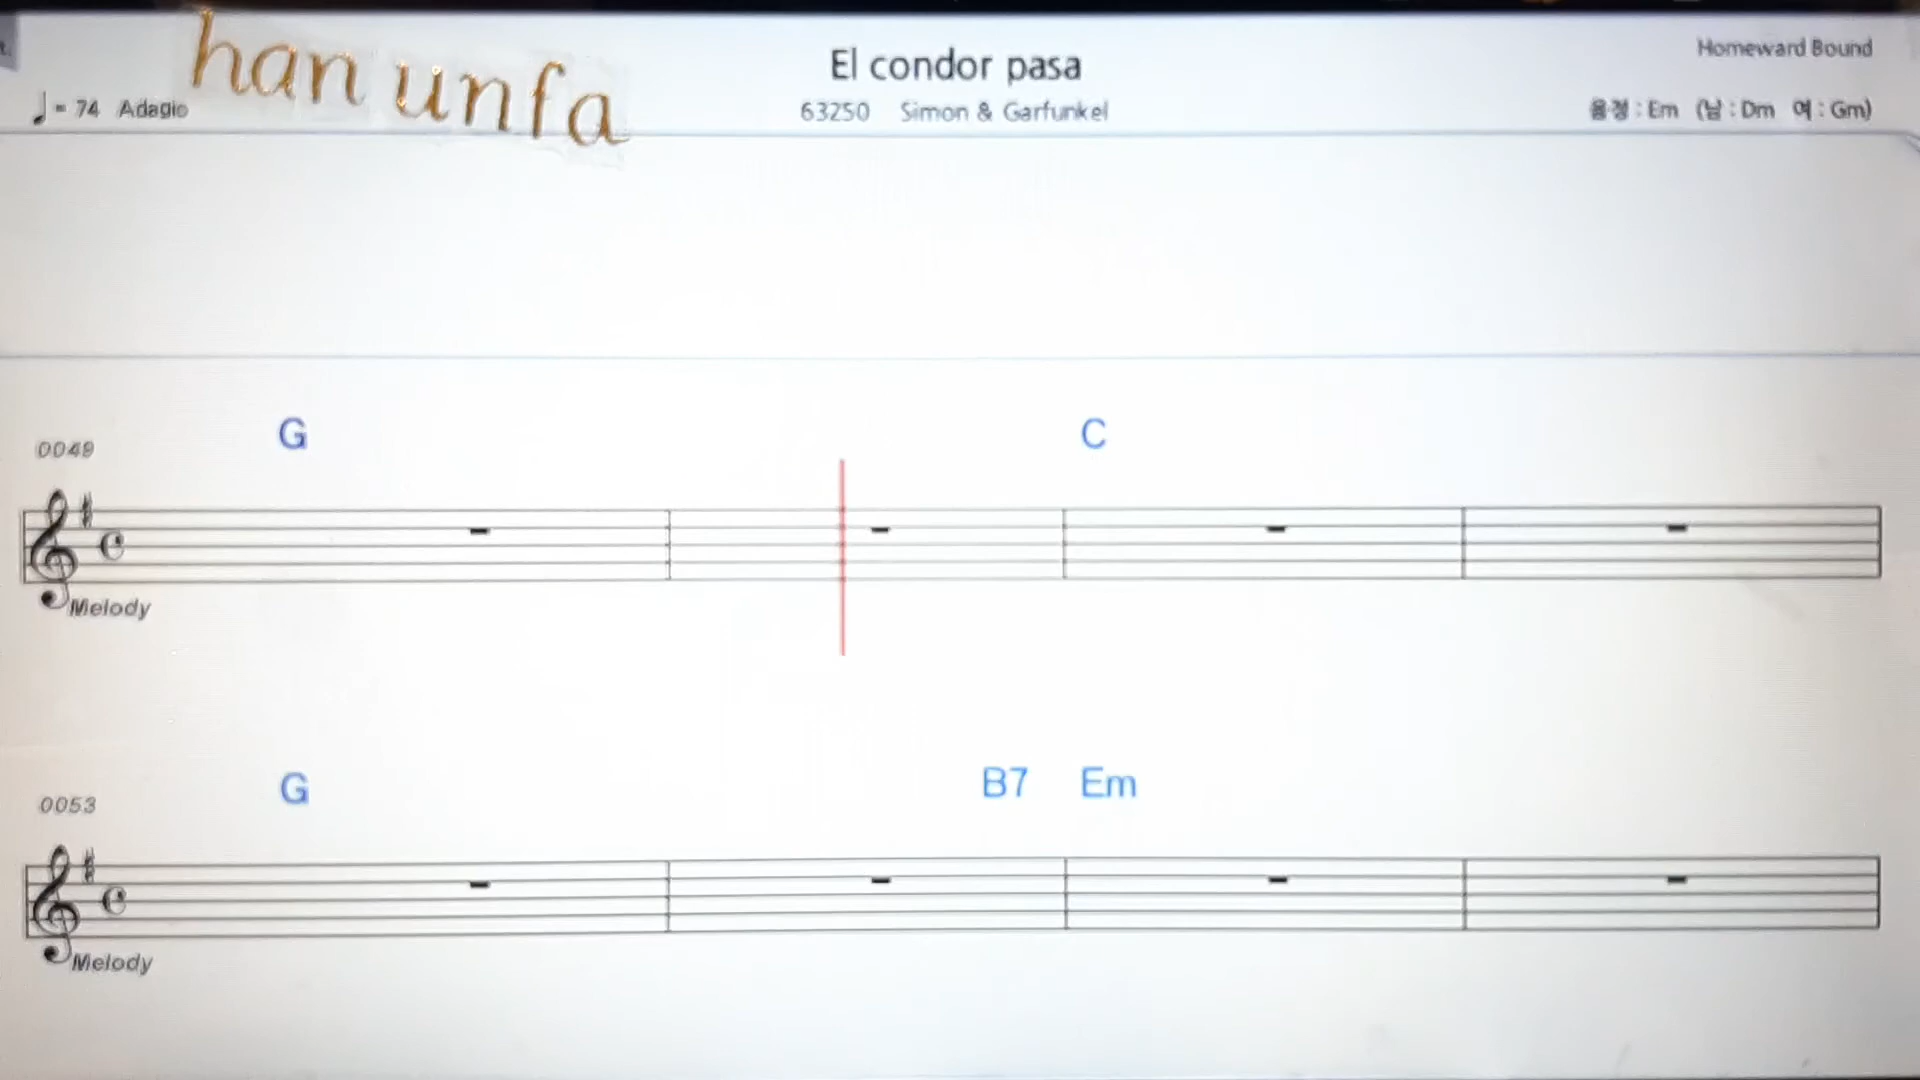 han unfa
El condor pasa
Homeward Bound
♩= 74 Adagio
63250 Simon & Garfunkel
음정 : Em (남 : Dm 여 : Gm)
G C
0049
Melody
G B7 Em
0053
Melody